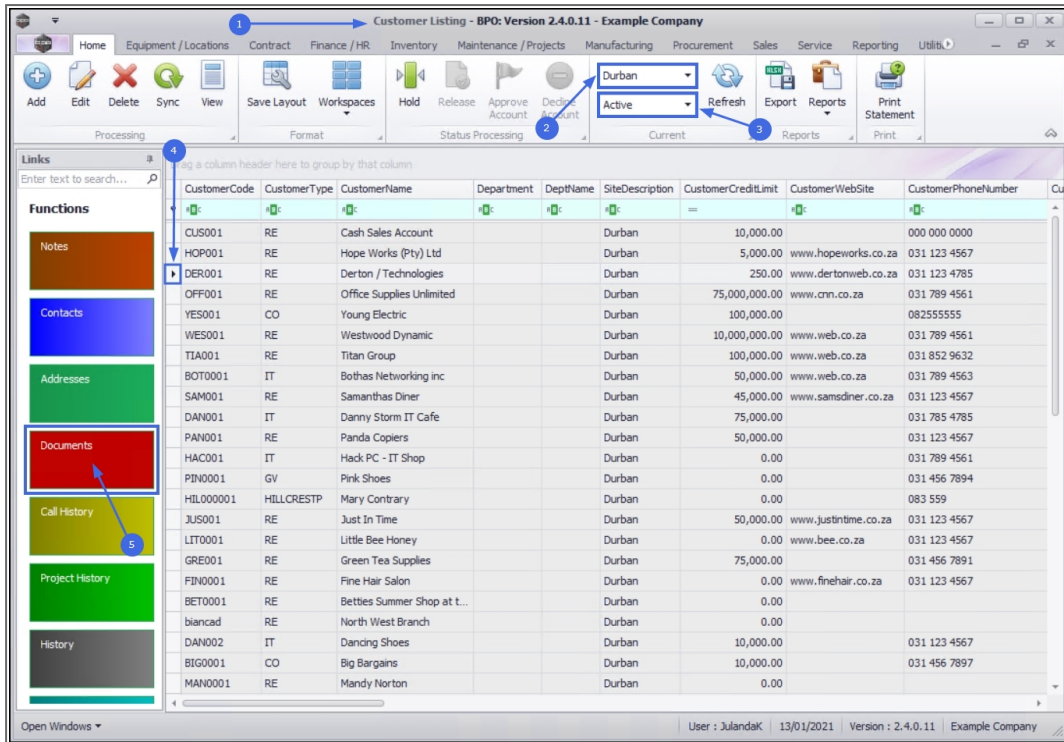 Customer Listing - BPO: Version 2.4.0.11 - Example Company
1
Home Equipment / Locations Contract Finance / HR Inventory Maintenance / Projects Manufacturing Procurement Sales Service Reporting
Add Edit Delete Sync View Save Layout Workspaces Hold Release Approve Account Decline Account Durban Active Refresh Export Reports Print Statement
XLSX
2 3
Processing Format Status Processing Current Reports Print
4
Links
Enter text to search...
Functions
Notes
Contacts
Addresses
Documents
Call History
5
Project History
History
a column header here to group by that column
CustomerCode CustomerType CustomerName Department DeptName SiteDescription CustomerCreditLimit CustomerWebSite CustomerPhoneNumber Cu
CUS001 RE Cash Sales Account Durban 10,000.00 000 000 0000
HOP001 RE Hope Works (Pty) Ltd Durban 5,000.00 www.hopeworks.co.za 031 123 4567
DER001 RE Derton / Technologies Durban 250.00 www.dertonweb.co.za 031 123 4785
OFF001 RE Office Supplies Unlimited Durban 75,000,000.00 www.cnn.co.za 031 789 4561
YES001 CO Young Electric Durban 100,000.00 082555555
WES001 RE Westwood Dynamic Durban 10,000,000.00 www.web.co.za 031 789 4561
TIA001 RE Titan Group Durban 100,000.00 www.web.co.za 031 852 9632
BOT0001 IT Bothas Networking inc Durban 50,000.00 www.web.co.za 031 789 4563
SAM001 RE Samanthas Diner Durban 45,000.00 www.samsdiner.co.za 031 123 4567
DAN001 IT Danny Storm IT Cafe Durban 75,000.00 031 785 4785
PAN001 RE Panda Copiers Durban 50,000.00 031 123 4567
HAC001 IT Hack PC - IT Shop Durban 0.00 031 789 4561
PIN0001 GV Pink Shoes Durban 0.00 031 456 7894
HIL000001 HILLCRESTP Mary Contrary Durban 0.00 083 559
JUS001 RE Just In Time Durban 50,000.00 www.justintime.co.za 031 123 4567
LIT0001 RE Little Bee Honey Durban 0.00 www.bee.co.za 031 123 4567
GRE001 RE Green Tea Supplies Durban 75,000.00 031 456 7891
FIN0001 RE Fine Hair Salon Durban 0.00 www.finehair.co.za 031 123 4567
BET0001 RE Betties Summer Shop at t... Durban 0.00
biancad RE North West Branch Durban 0.00
DAN002 IT Dancing Shoes Durban 10,000.00 031 123 4567
BIG0001 CO Big Bargains Durban 10,000.00 031 456 7897
MAN0001 RE Mandy Norton Durban 0.00
Open Windows User : JulandaK 13/01/2021 Version : 2.4.0.11 Example Company